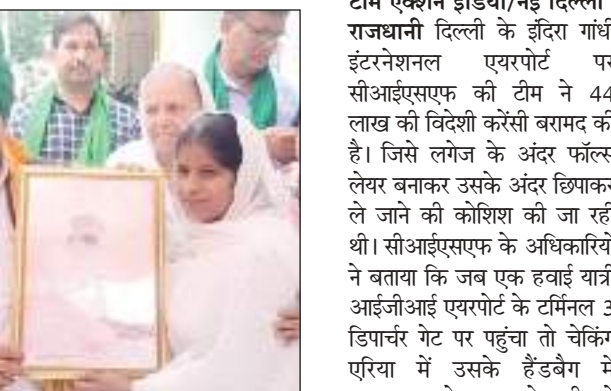 टीम एक्शन इंडिया/नई दिल्ली
राजधानी दिल्ली के इंदिरा गांधी
इंटरनेशनल एयरपोर्ट पर
सीआईएसएफ की टीम ने 44
लाख की विदेशी करेंसी बरामद की
है। जिसे लगेज के अंदर फॉल्स
लेयर बनाकर उसके अंदर छिपाकर
ले जाने की कोशिश की जा रही
थी। सीआईएसएफ के अधिकारियों
ने बताया कि जब एक हवाई यात्री
आईजीआई एयरपोर्ट के टर्मिनल 3
डिपार्चर गेट पर पहुंचा तो चेकिंग
एरिया में उसके हैंडबैग में